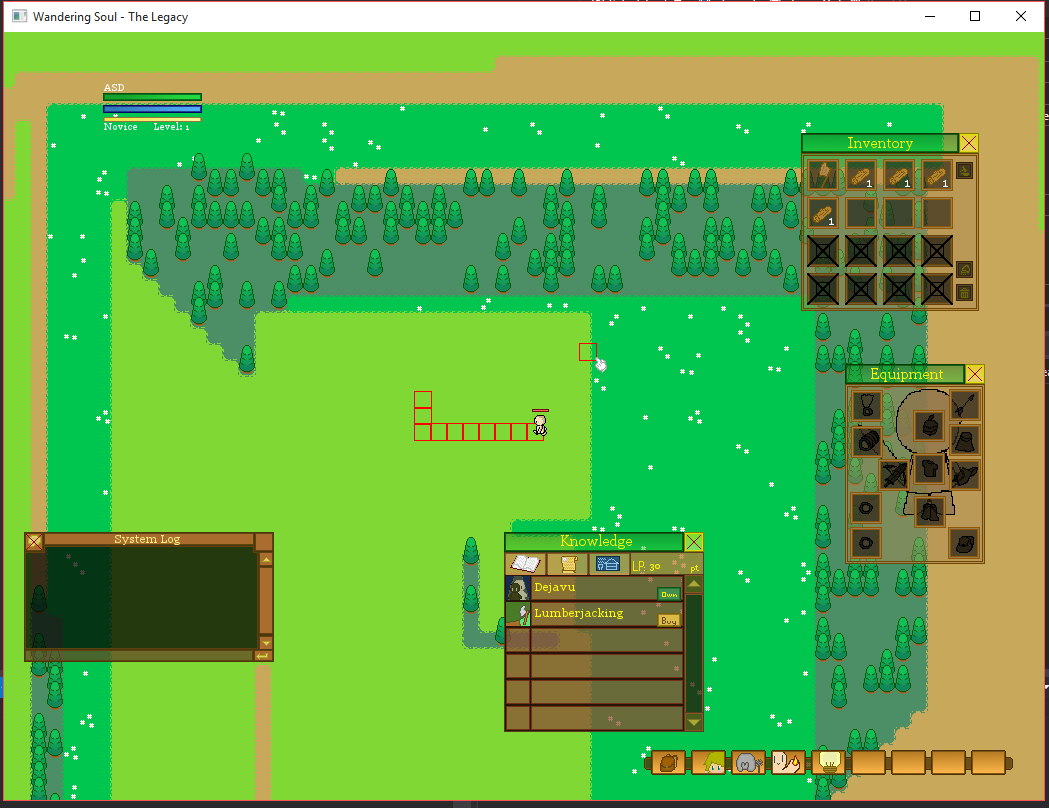 Wandering Soul - The Legacy
ASD
Novice Level: 1
Inventory
1 1 1
1
Equipment
System Log
Knowledge
LP: 30 pt
Dejavu
Own
Lumberjacking
Buy